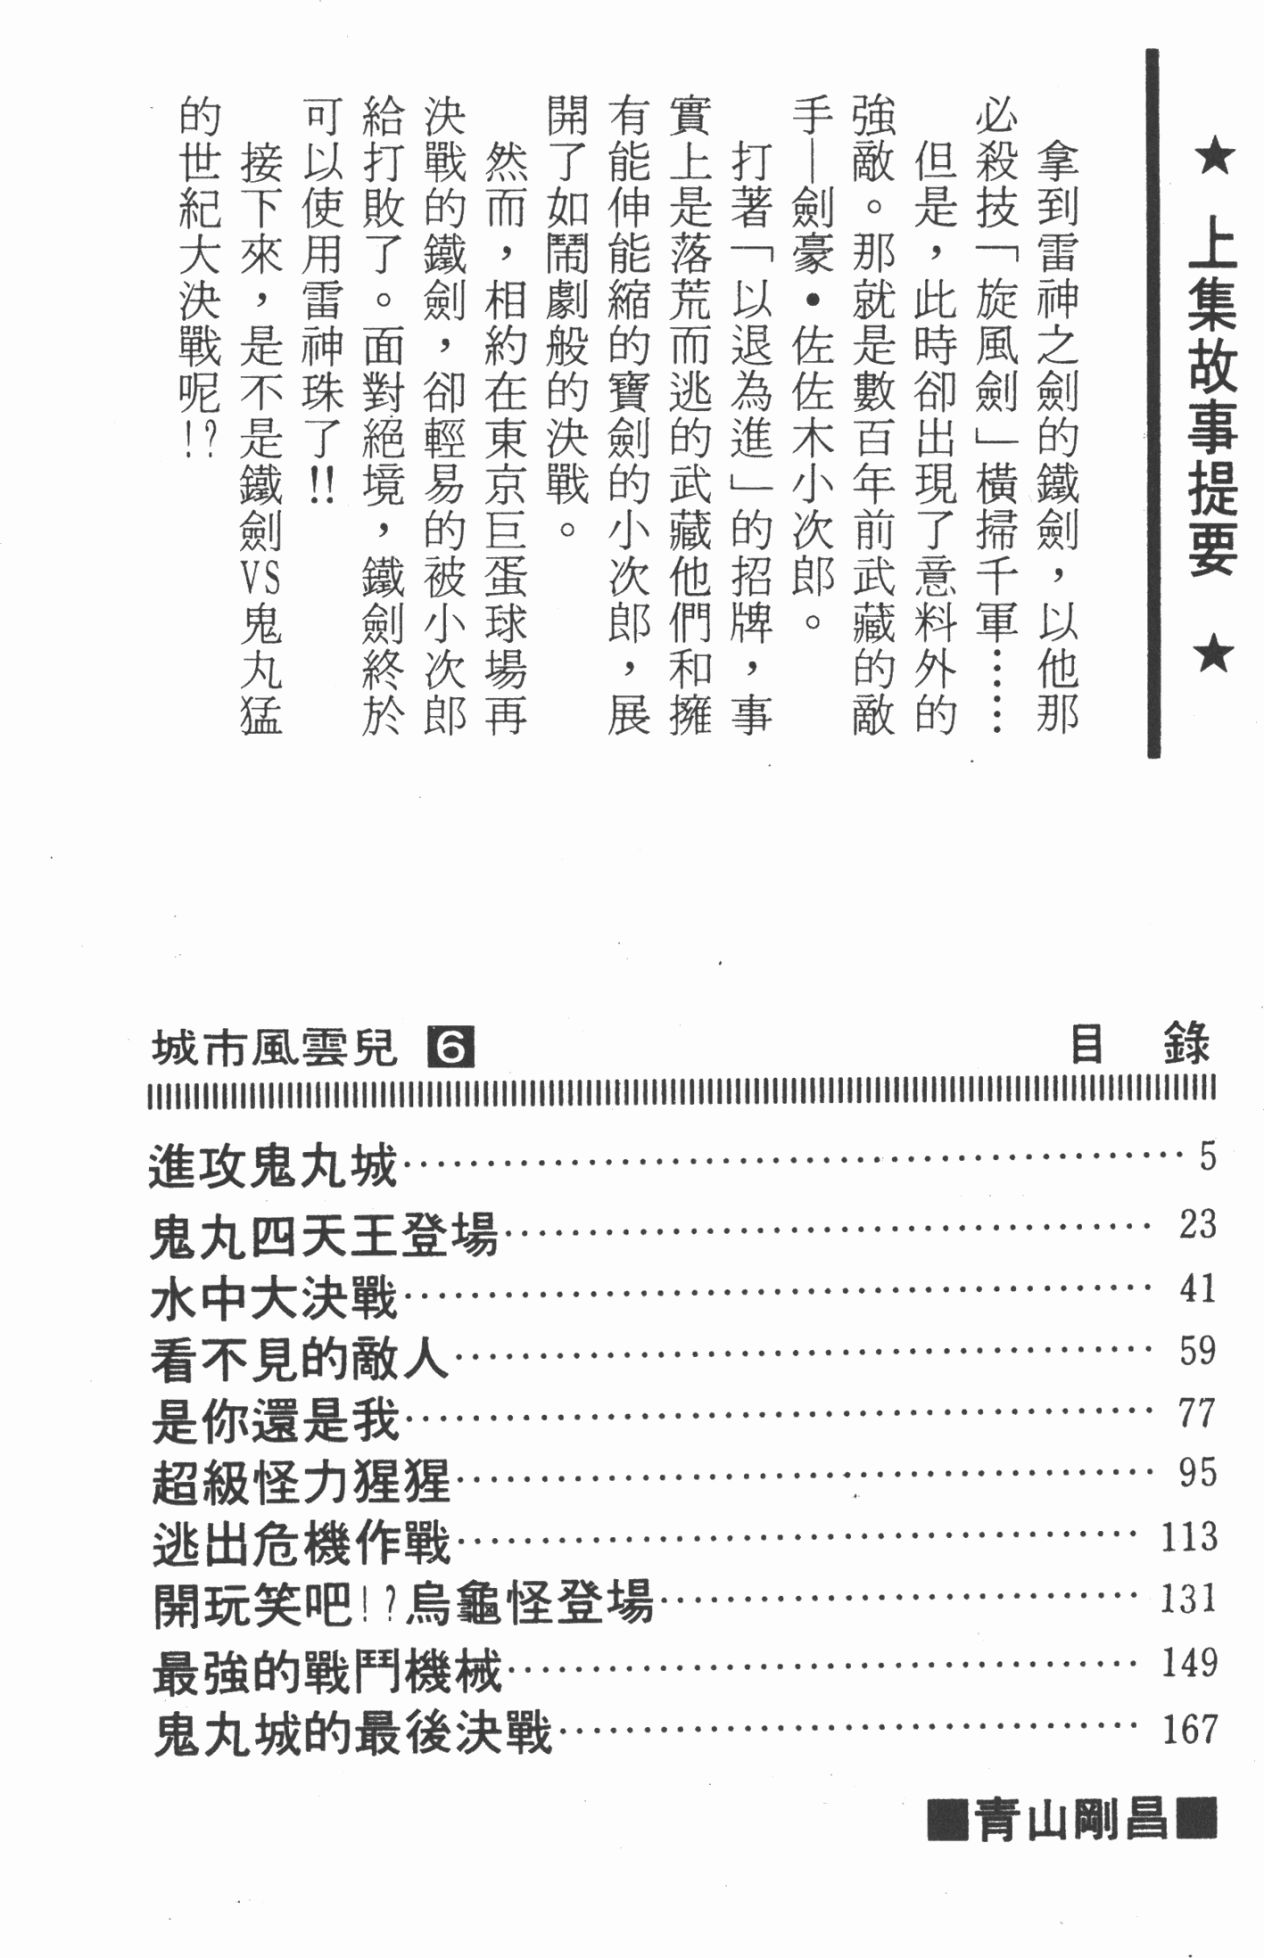 ★ 上集故事提要 ★
拿到雷神之劍的鐵劍，以他那
必殺技「旋風劍」橫掃千軍……
但是，此時卻出現了意料外的
強敵。那就是數百年前武藏的敵
手—劍豪•佐佐木小次郎。
打著「以退為進」的招牌，事
實上是落荒而逃的武藏他們和擁
有能伸能縮的寶劍的小次郎，展
開了如鬧劇般的決戰。
然而，相約在東京巨蛋球場再
決戰的鐵劍，卻輕易的被小次郎
給打敗了。面對絕境，鐵劍終於
可以使用雷神珠了!!
接下來，是不是鐵劍VS鬼丸猛
的世紀大決戰呢!?
城市風雲兒 6 目 錄
進攻鬼丸城………………………………… 5
鬼丸四天王登場………………………………… 23
水中大決戰………………………………… 41
看不見的敵人………………………………… 59
是你還是我………………………………… 77
超級怪力猩猩………………………………… 95
逃出危機作戰………………………………… 113
開玩笑吧!?烏龜怪登場………………………………… 131
最強的戰鬥機械………………………………… 149
鬼丸城的最後決戰………………………………… 167
■青山剛昌■